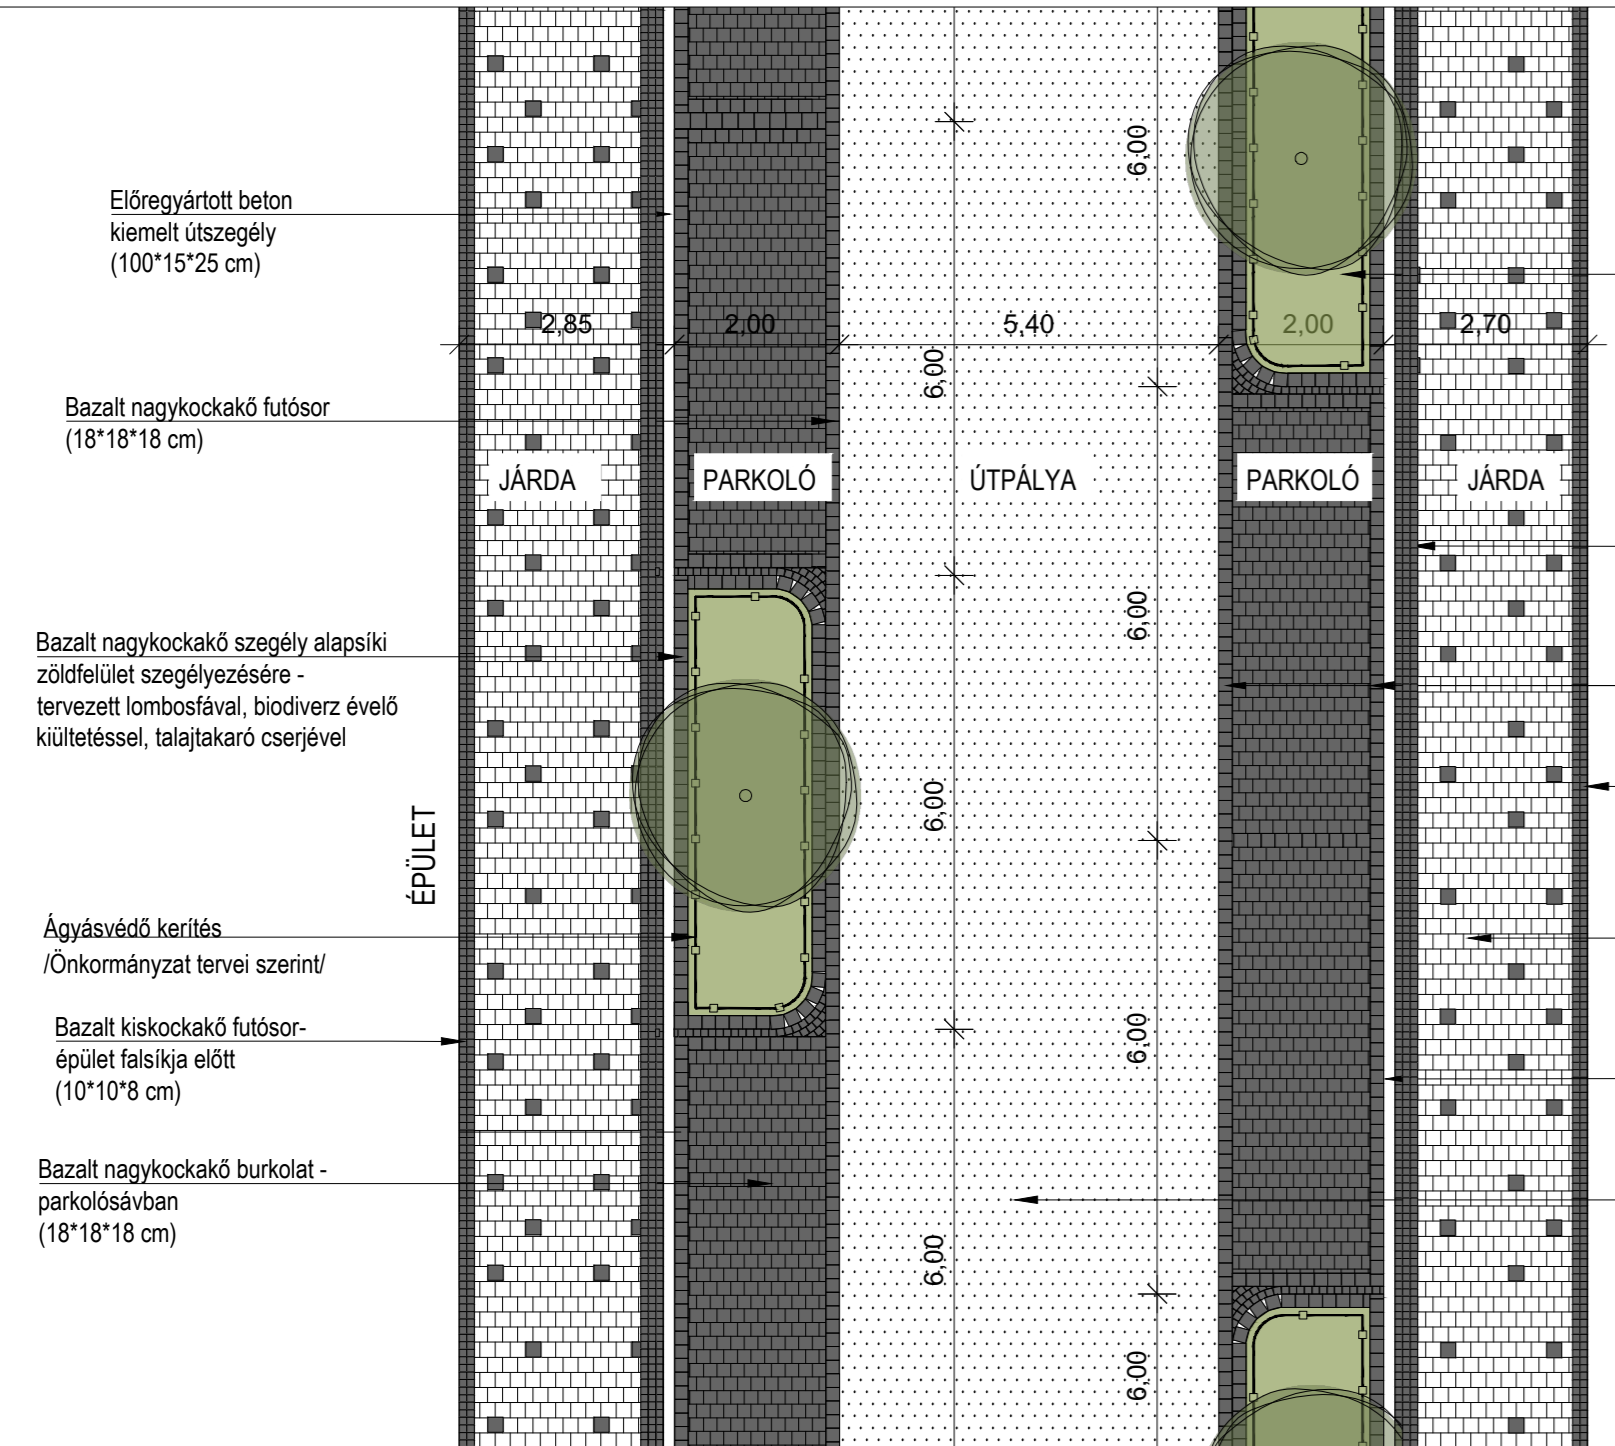 6,00
Előregyártott beton
kiemelt útszegély
(100*15*25 cm)
2,85
2,00
5,40
2,00
2,70
6,00
Bazalt nagykockakő futósor
(18*18*18 cm)
JÁRDA
PARKOLÓ
ÚTPÁLYA
PARKOLÓ
JÁRDA
6,00
Bazalt nagykockakő szegély alapsíki
zöldfelület szegélyezésére -
tervezett lombosfával, biodiverz évelő
kiültetéssel, talajtakaró cserjével
6,00
ÉPÜLET
Ágyásvédő kerítés
/Önkormányzat tervei szerint/
Bazalt kiskockakő futósor-
épület falsíkja előtt
(10*10*8 cm)
6,00
Bazalt nagykockakő burkolat -
parkolósávban
(18*18*18 cm)
6,00
6,00